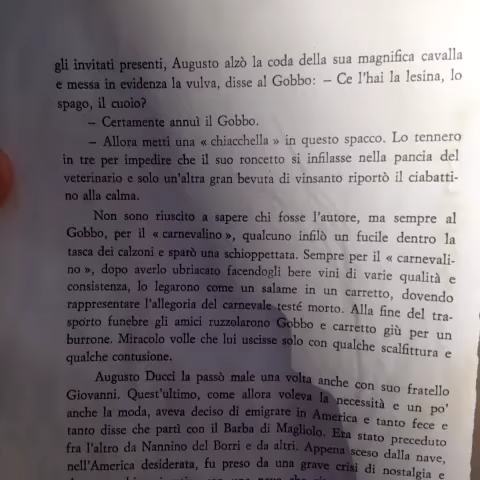 gli invitati presenti, Augusto alzò la coda della sua magnifica cavalla
e messa in evidenza la vulva, disse al Gobbo: – Ce l'hai la lesina, lo
spago, il cuoio?
– Certamente annuì il Gobbo.
– Allora metti una « chiacchella » in questo spacco. Lo tennero
in tre per impedire che il suo roncetto si infilasse nella pancia del
veterinario e solo un'altra gran bevuta di vinsanto riportò il ciabatti-
no alla calma.
Non sono riuscito a sapere chi fosse l'autore, ma sempre al
Gobbo, per il « carnevalino », qualcuno infilò un fucile dentro la
tasca dei calzoni e sparò una schioppettata. Sempre per il « carnevali-
no », dopo averlo ubriacato facendogli bere vini di varie qualità e
consistenza, lo legarono come un salame in un carretto, dovendo
rappresentare l'allegoria del carnevale testé morto. Alla fine del tra-
sporto funebre gli amici ruzzolarono Gobbo e carretto giù per un
burrone. Miracolo volle che lui uscisse solo con qualche scalfittura e
qualche contusione.
Augusto Ducci la passò male una volta anche con suo fratello
Giovanni. Quest'ultimo, come allora voleva la necessità e un po'
anche la moda, aveva deciso di emigrare in America e tanto fece e
tanto disse che partì con il Barba di Magliolo. Era stato preceduto
fra l'altro da Nannino del Borri e da altri. Appena sceso dalla nave,
nell'America desiderata, fu preso da una grave crisi di nostalgia e